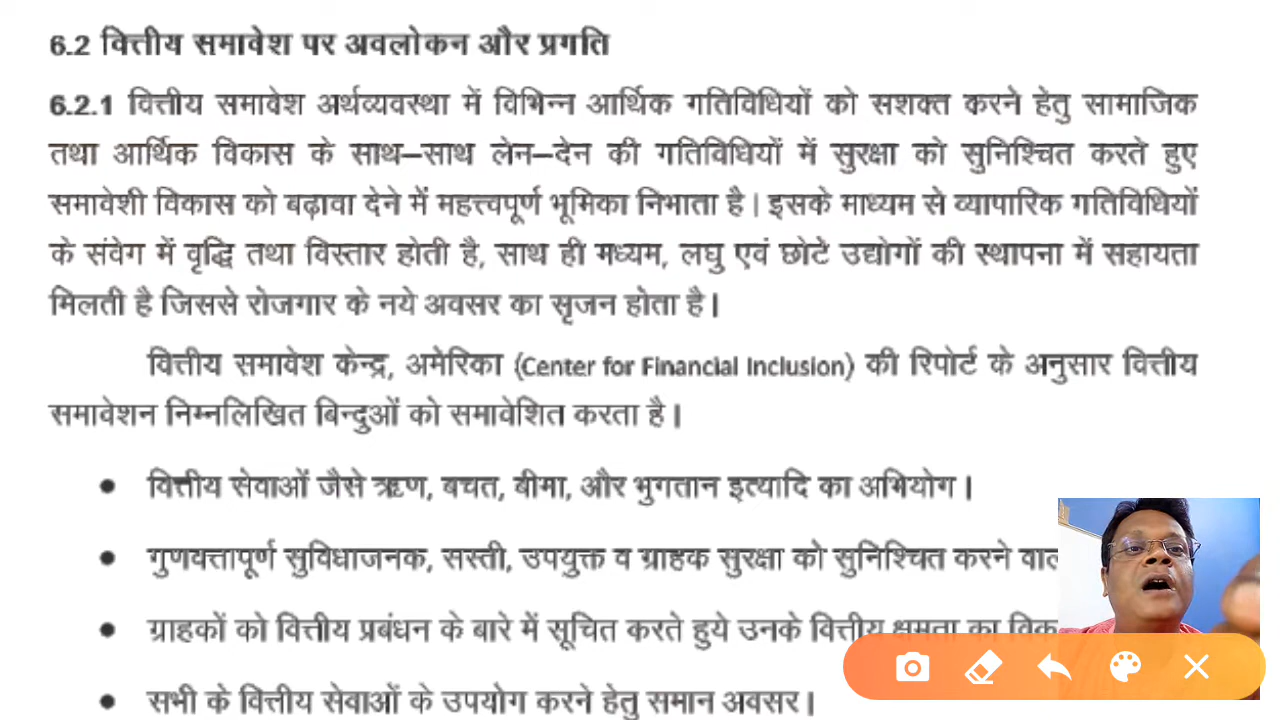 6.2 वित्तीय समावेश पर अवलोकन और प्रगति
6.2.1 वित्तीय समावेश अर्थव्यवस्था में विभिन्न आर्थिक गतिविधियों को सशक्त करने हेतु सामाजिक
तथा आर्थिक विकास के साथ–साथ लेन–देन की गतिविधियों में सुरक्षा को सुनिश्चित करते हुए
समावेशी विकास को बढ़ावा देने में महत्त्वपूर्ण भूमिका निभाता है। इसके माध्यम से व्यापारिक गतिविधियों
के संवेग में वृद्धि तथा विस्तार होती है, साथ ही मध्यम, लघु एवं छोटे उद्योगों की स्थापना में सहायता
मिलती है जिससे रोजगार के नये अवसर का सृजन होता है।
वित्तीय समावेश केन्द्र, अमेरिका (Center for Financial Inclusion) की रिपोर्ट के अनुसार वित्तीय
समावेशन निम्नलिखित बिन्दुओं को समावेशित करता है।
• वित्तीय सेवाओं जैसे ऋण, बचत, बीमा, और भुगतान इत्यादि का अभियोग।
• गुणवत्तापूर्ण सुविधाजनक, सस्ती, उपयुक्त व ग्राहक सुरक्षा को सुनिश्चित करने
• ग्राहकों को वित्तीय प्रबंधन के बारे में सूचित करते हुये उनके वित्तीय क्षमता का
• सभी के वित्तीय सेवाओं के उपयोग करने हेतु समान अवसर।